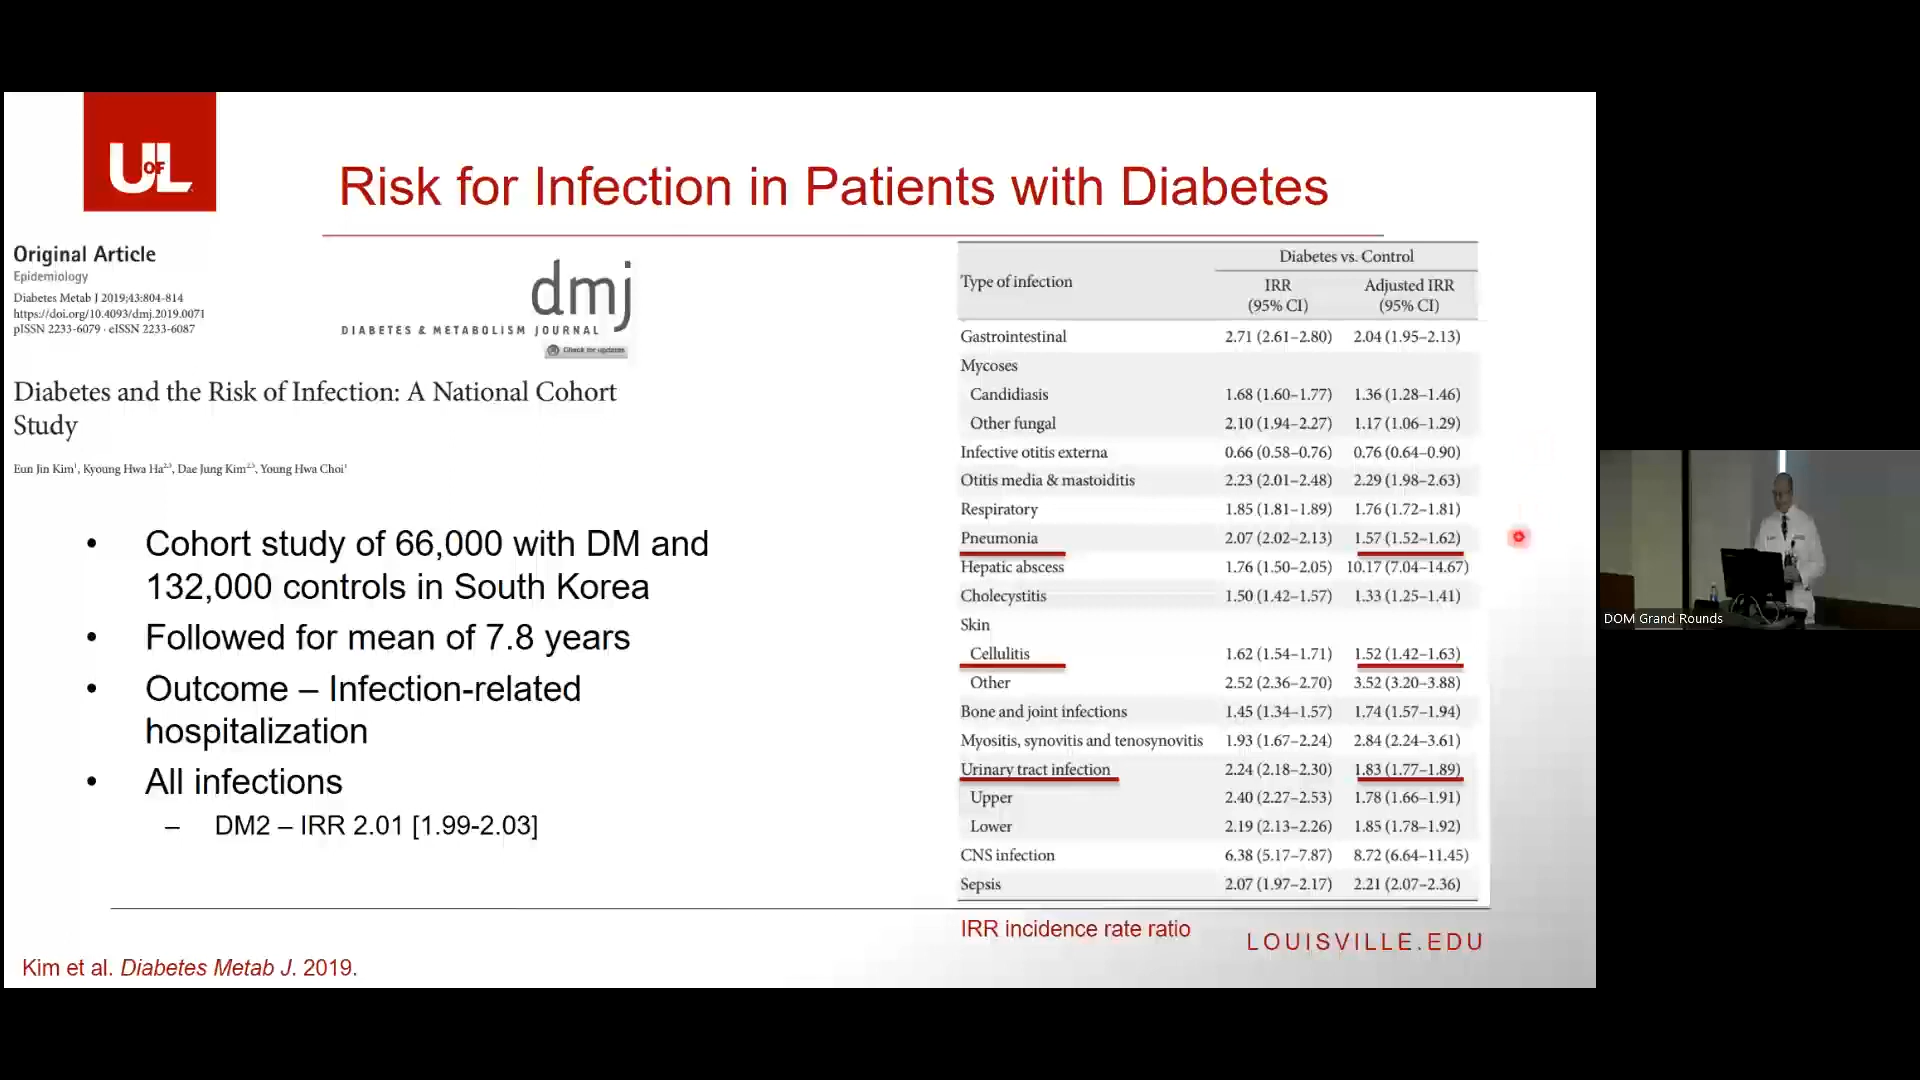 UOFL
Risk for Infection in Patients with Diabetes
Original Article
Epidemiology
Diabetes Metab J 2019;43:804-814
https://doi.org/10.4093/dmj.2019.0071
pISSN 2233-6079 · eISSN 2233-6087
dmj
DIABETES & METABOLISM JOURNAL
Check for updates
Diabetes and the Risk of Infection: A National Cohort
Study
Eun Jin Kim¹, Kyoung Hwa Ha²,³, Dae Jung Kim²,³, Young Hwa Choi¹
• Cohort study of 66,000 with DM and
132,000 controls in South Korea
• Followed for mean of 7.8 years
• Outcome – Infection-related
hospitalization
• All infections
– DM2 – IRR 2.01 [1.99-2.03]
Diabetes vs. Control
Type of infection
IRR Adjusted IRR
(95% CI) (95% CI)
Gastrointestinal 2.71 (2.61–2.80) 2.04 (1.95–2.13)
Mycoses
Candidiasis 1.68 (1.60–1.77) 1.36 (1.28–1.46)
Other fungal 2.10 (1.94–2.27) 1.17 (1.06–1.29)
Infective otitis externa 0.66 (0.58–0.76) 0.76 (0.64–0.90)
Otitis media & mastoiditis 2.23 (2.01–2.48) 2.29 (1.98–2.63)
Respiratory 1.85 (1.81–1.89) 1.76 (1.72–1.81)
Pneumonia 2.07 (2.02–2.13) 1.57 (1.52–1.62)
Hepatic abscess 1.76 (1.50–2.05) 10.17 (7.04–14.67)
Cholecystitis 1.50 (1.42–1.57) 1.33 (1.25–1.41)
Skin
Cellulitis 1.62 (1.54–1.71) 1.52 (1.42–1.63)
Other 2.52 (2.36–2.70) 3.52 (3.20–3.88)
Bone and joint infections 1.45 (1.34–1.57) 1.74 (1.57–1.94)
Myositis, synovitis and tenosynovitis 1.93 (1.67–2.24) 2.84 (2.24–3.61)
Urinary tract infection 2.24 (2.18–2.30) 1.83 (1.77–1.89)
Upper 2.40 (2.27–2.53) 1.78 (1.66–1.91)
Lower 2.19 (2.13–2.26) 1.85 (1.78–1.92)
CNS infection 6.38 (5.17–7.87) 8.72 (6.64–11.45)
Sepsis 2.07 (1.97–2.17) 2.21 (2.07–2.36)
IRR incidence rate ratio
LOUISVILLE.EDU
Kim et al. Diabetes Metab J. 2019.
DOM Grand Rounds